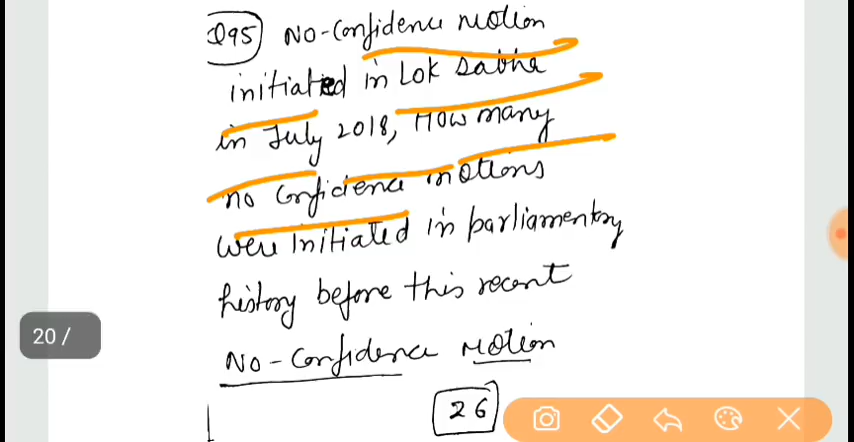 Q95 No-Confidence motion
initiated in Lok sabha
in July 2018, How many
no confidence motions
were initiated in parliamentary
history before this recent
No-Confidence Motion
26
20 /